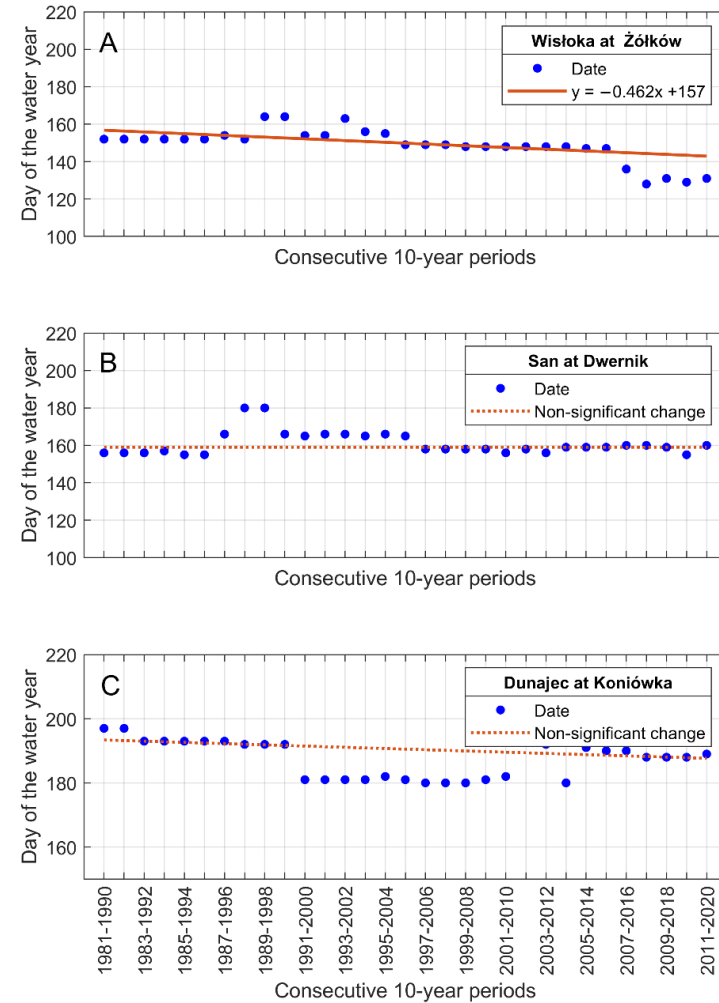 A
Wisłoka at Żółków
Date
y = −0.462x +157
Day of the water year
220
200
180
160
140
120
100
Consecutive 10-year periods
B
San at Dwernik
Date
Non-significant change
Day of the water year
220
200
180
160
140
120
100
Consecutive 10-year periods
C
Dunajec at Koniówka
Date
Non-significant change
Day of the water year
220
200
180
160
1981-1990
1983-1992
1985-1994
1987-1996
1989-1998
1991-2000
1993-2002
1995-2004
1997-2006
1999-2008
2001-2010
2003-2012
2005-2014
2007-2016
2009-2018
2011-2020
Consecutive 10-year periods